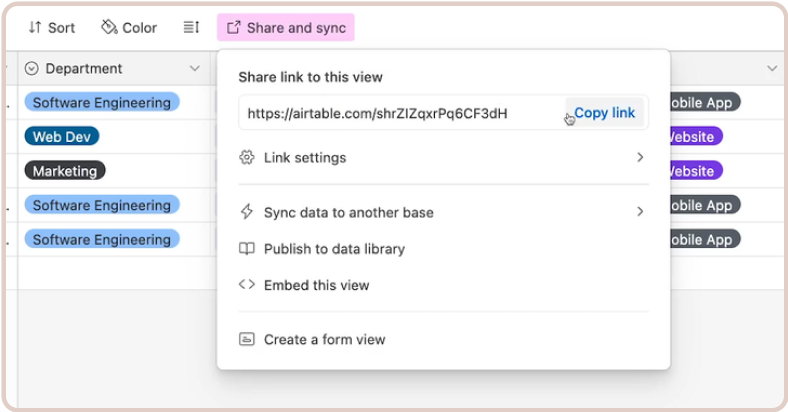 Sort Color Share and sync
Department
Share link to this view
Software Engineering https://airtable.com/shrZIZqxrPq6CF3dH Copy link obile App
Web Dev ebsite
Link settings
Marketing ebsite
Software Engineering Sync data to another base obile App
Software Engineering Publish to data library obile App
Embed this view
Create a form view